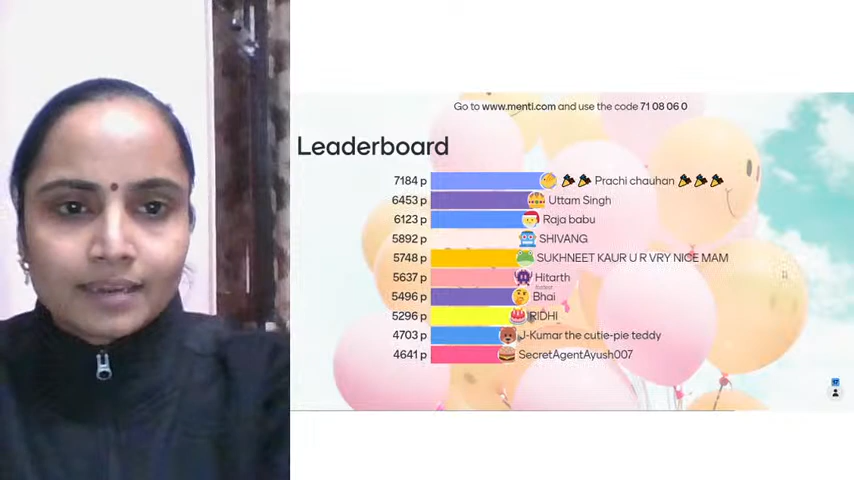 Go to www.menti.com and use the code 71 08 06 0
Leaderboard
7184 p Prachi chauhan
6453 p Uttam Singh
6123 p Raja babu
5892 p SHIVANG
5748 p SUKHNEET KAUR U R VRY NICE MAM
5637 p Hitarth
5496 p Bhai
5296 p RIDHI
4703 p J-Kumar the cutie-pie teddy
4641 p SecretAgentAyush007